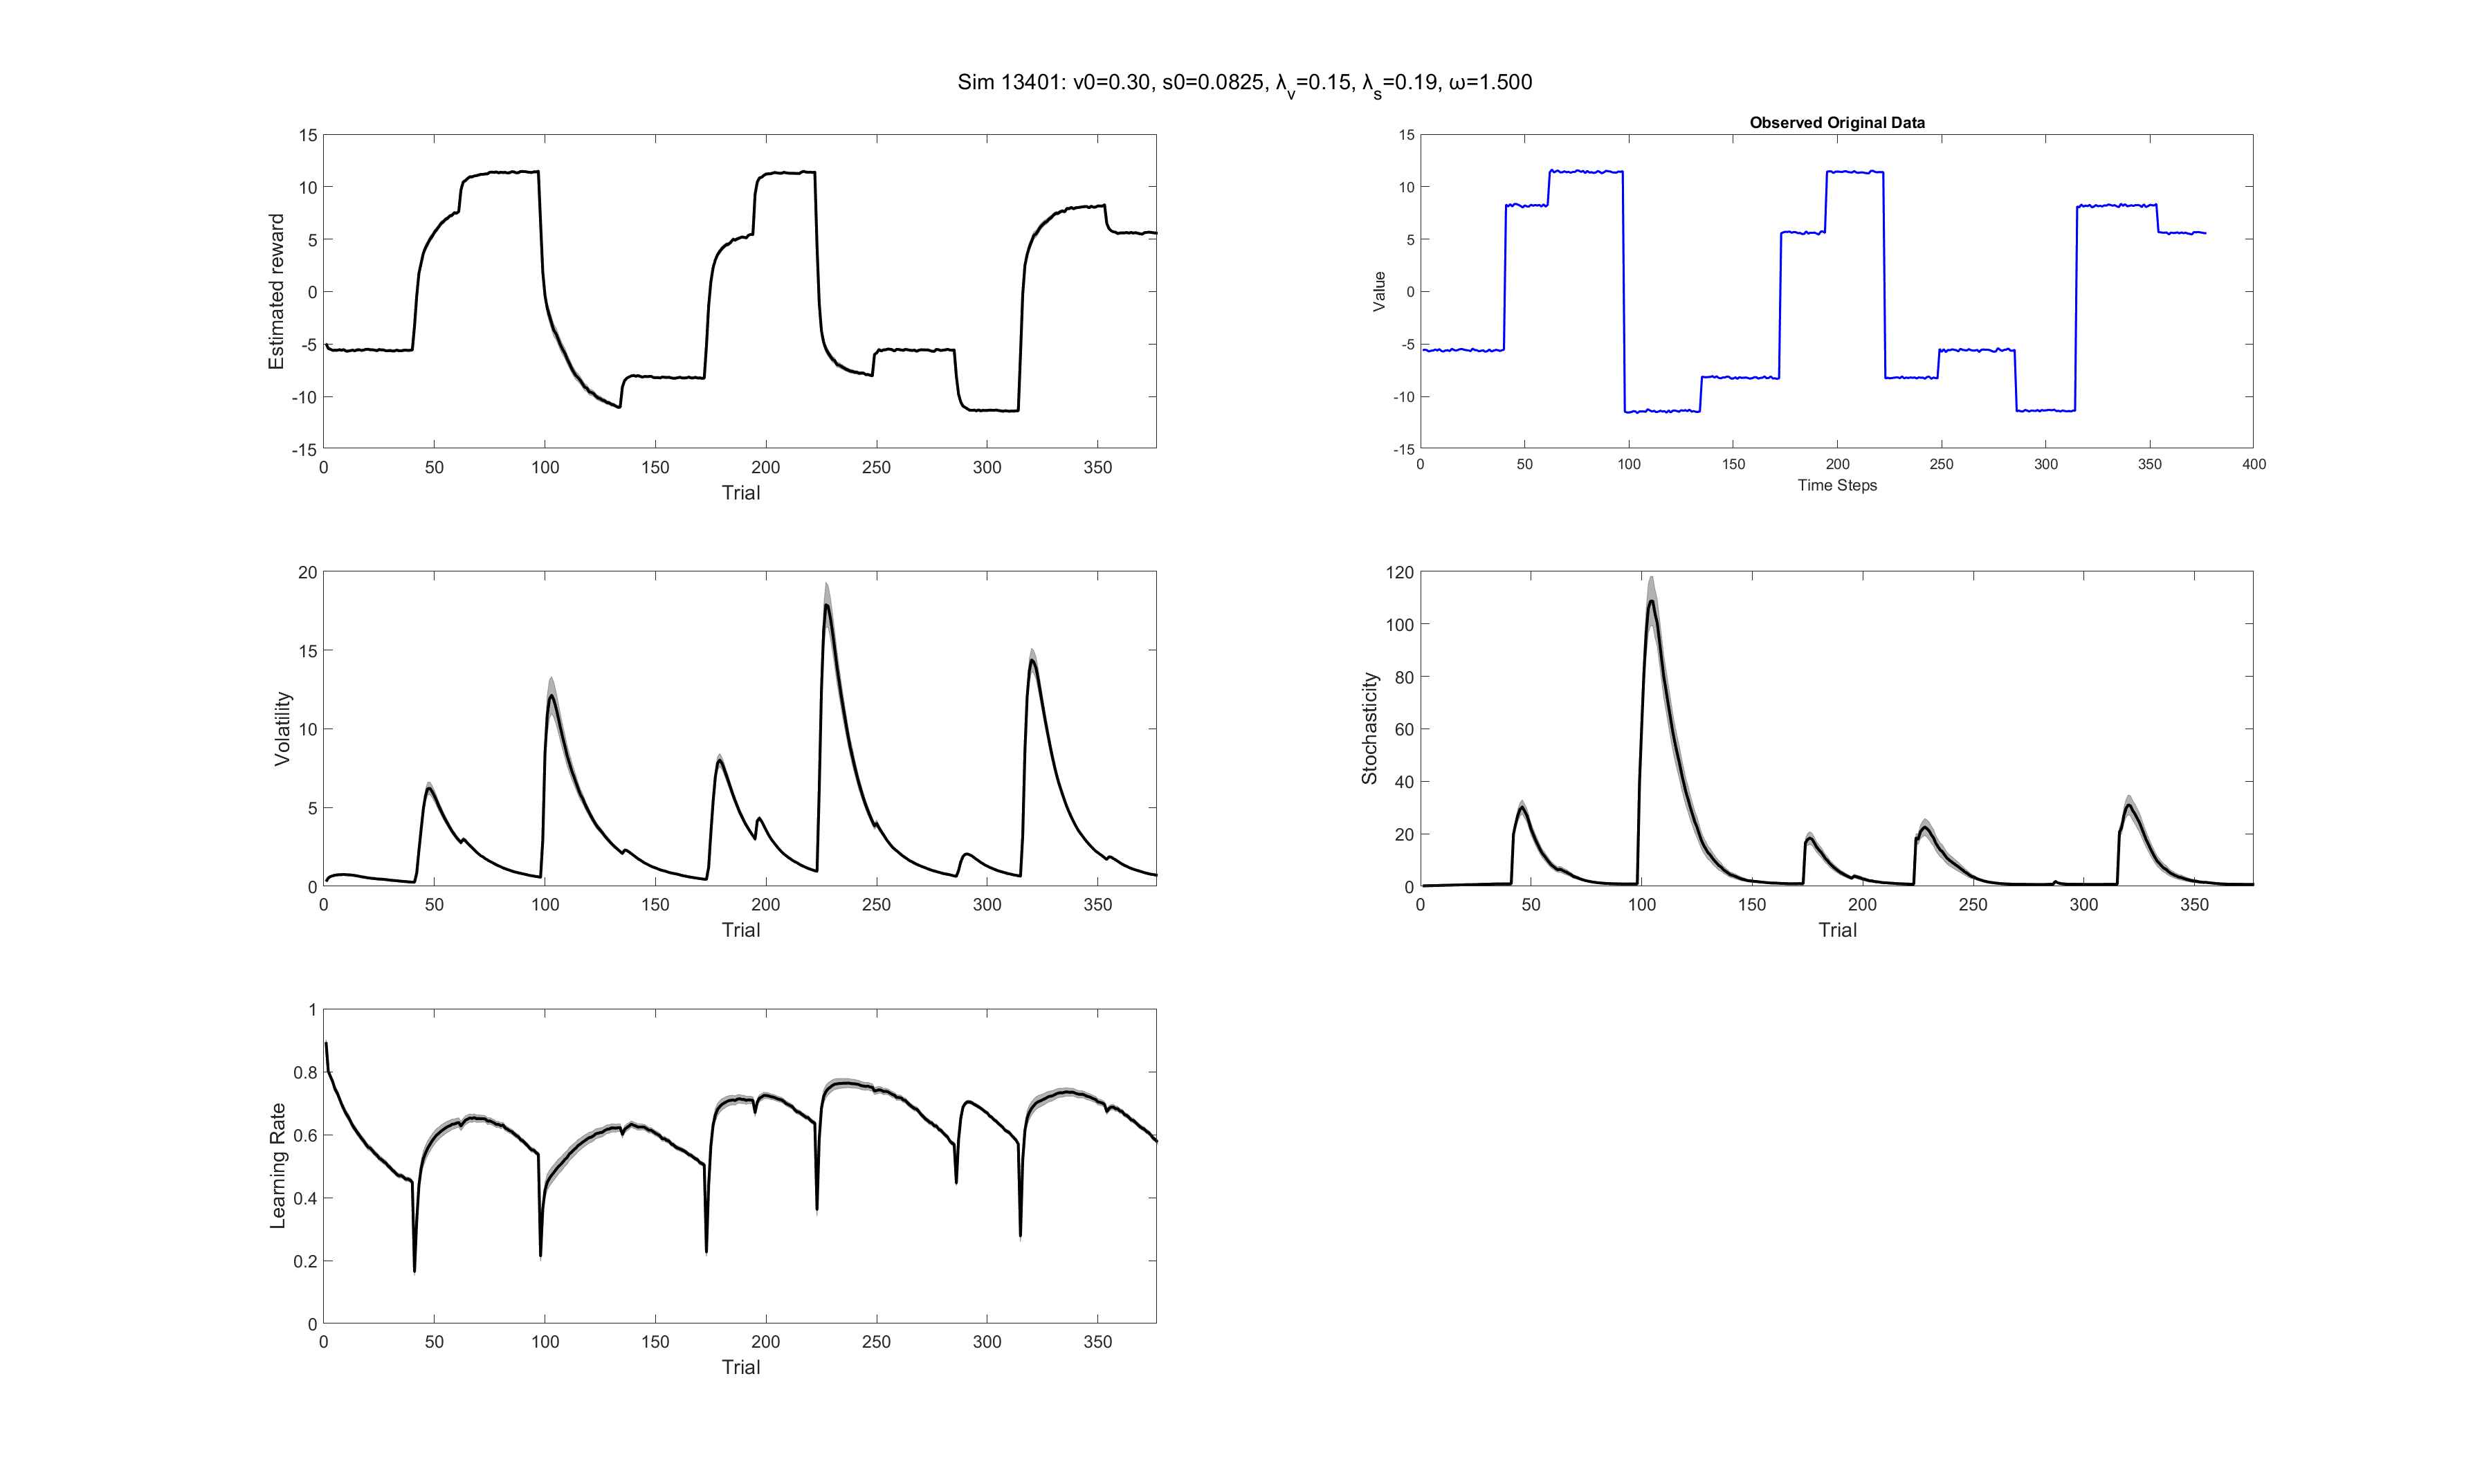 Sim 13401: v0=0.30, s0=0.0825, λv=0.15, λs=0.19, ω=1.500
15
10
5
0
-5
-10
-15
Estimated reward
0 50 100 150 200 250 300 350
Trial
Observed Original Data
15
10
5
0
-5
-10
-15
Value
0 50 100 150 200 250 300 350 400
Time Steps
20
15
10
5
0
Volatility
0 50 100 150 200 250 300 350
Trial
120
100
80
60
40
20
0
Stochasticity
0 50 100 150 200 250 300 350
Trial
1
0.8
0.6
0.4
0.2
0
Learning Rate
0 50 100 150 200 250 300 350
Trial